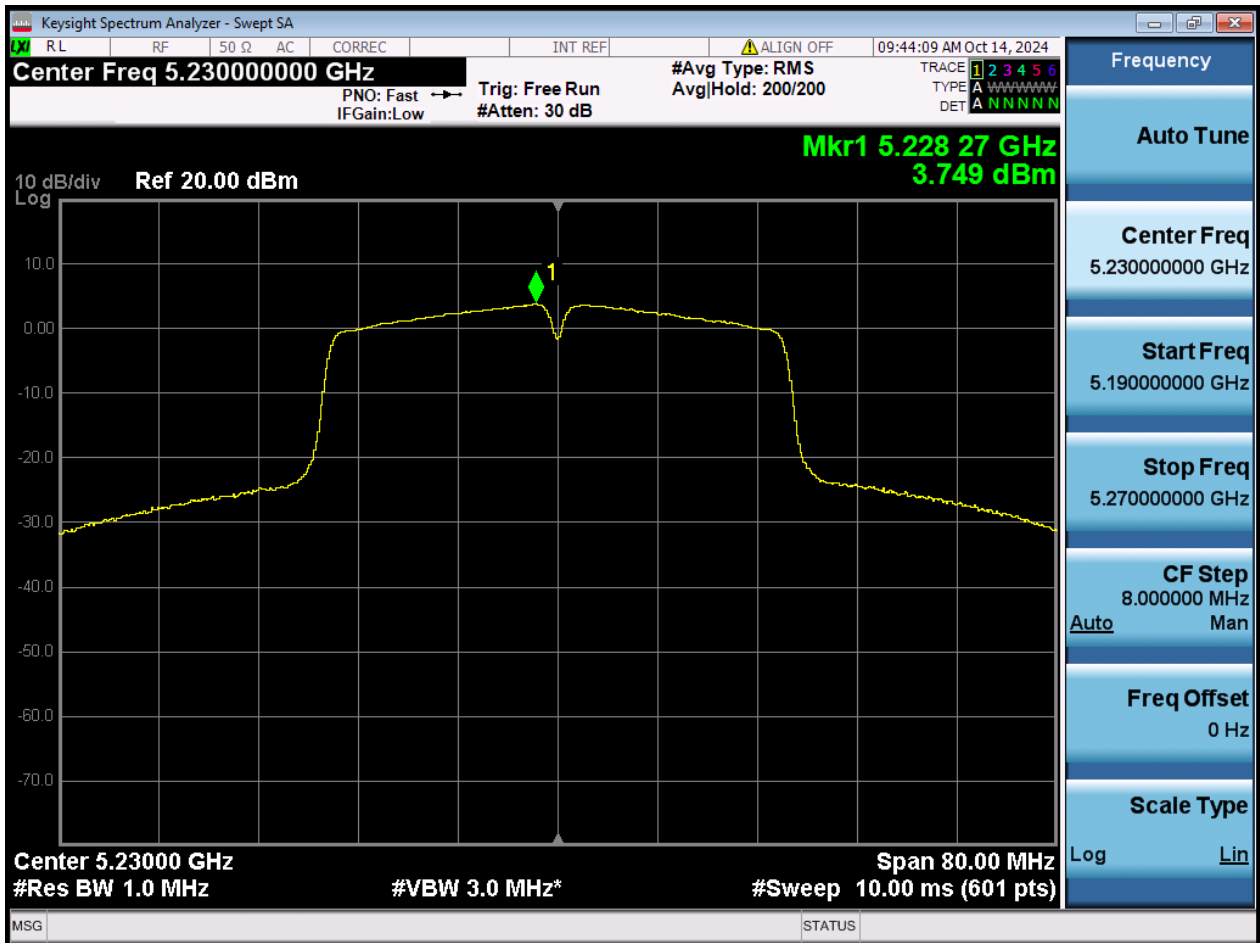 Keysight Spectrum Analyzer - Swept SA
LXI RL RF 50 Ω AC CORREC INT REF ALIGN OFF 09:44:09 AM Oct 14, 2024
Center Freq 5.230000000 GHz
PNO: Fast
IFGain:Low
Trig: Free Run
#Atten: 30 dB
#Avg Type: RMS
Avg|Hold: 200/200
TRACE 1 2 3 4 5 6
TYPE A WWWWW
DET A N N N N N
Mkr1 5.228 27 GHz
3.749 dBm
10 dB/div Ref 20.00 dBm
Log
10.0
1
0.00
-10.0
-20.0
-30.0
-40.0
-50.0
-60.0
-70.0
Center 5.23000 GHz Span 80.00 MHz
#Res BW 1.0 MHz #VBW 3.0 MHz* #Sweep 10.00 ms (601 pts)
MSG STATUS
Frequency
Auto Tune
Center Freq
5.230000000 GHz
Start Freq
5.190000000 GHz
Stop Freq
5.270000000 GHz
CF Step
8.000000 MHz
Auto Man
Freq Offset
0 Hz
Scale Type
Log Lin